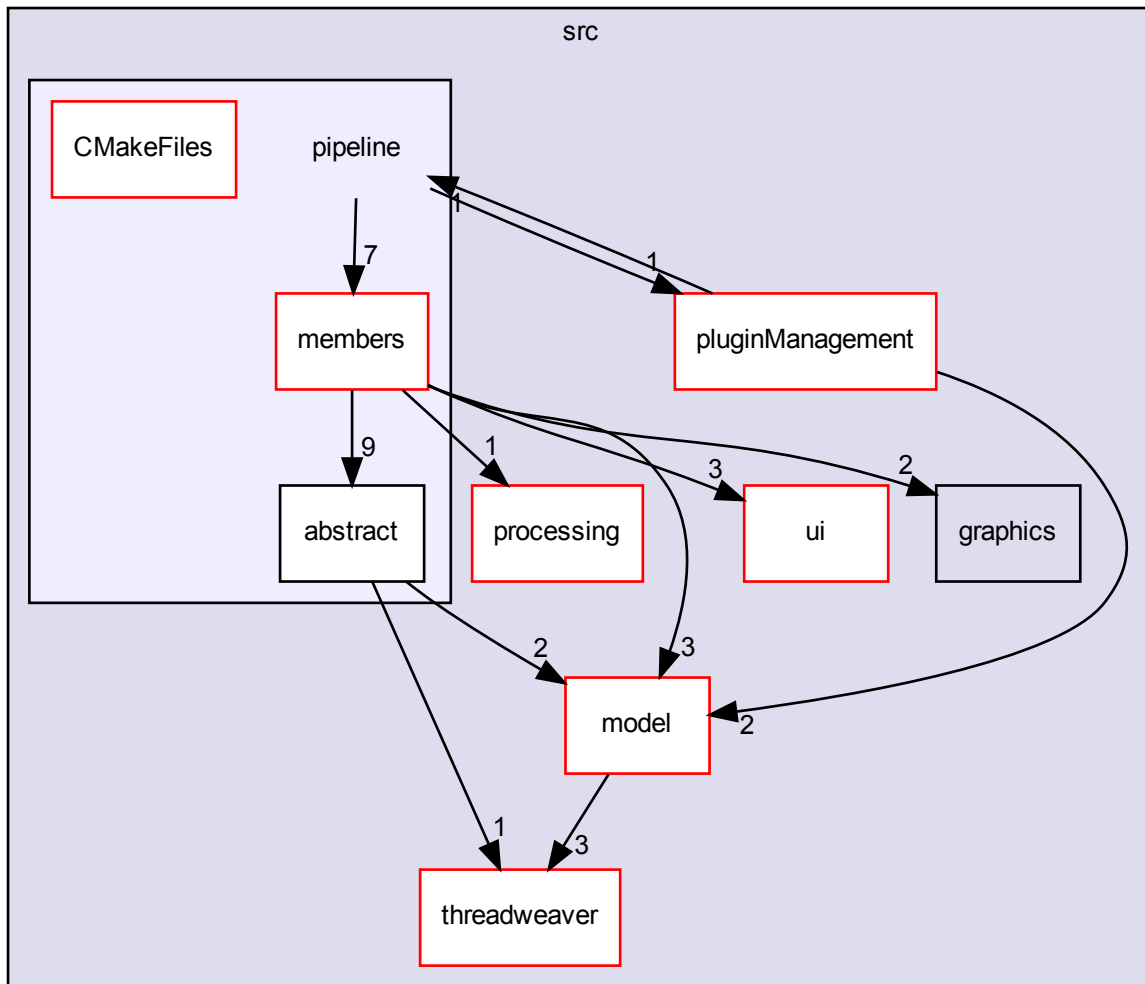 src
CMakeFiles
pipeline
1
7
1
members
pluginManagement
9
1
3
2
abstract
processing
ui
graphics
2
3
model
2
1
3
threadweaver